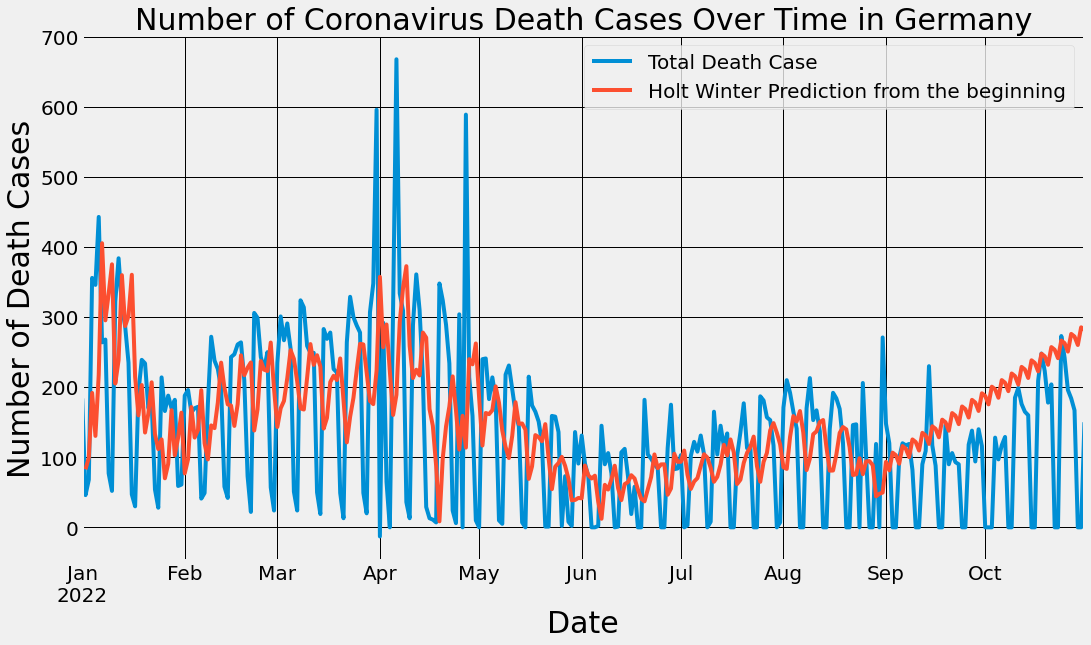 Number of Coronavirus Death Cases Over Time in Germany
700
600
500
400
300
200
100
0
Number of Death Cases
Total Death Case
Holt Winter Prediction from the beginning
Jan Feb Mar Apr May Jun Jul Aug Sep Oct
2022
Date